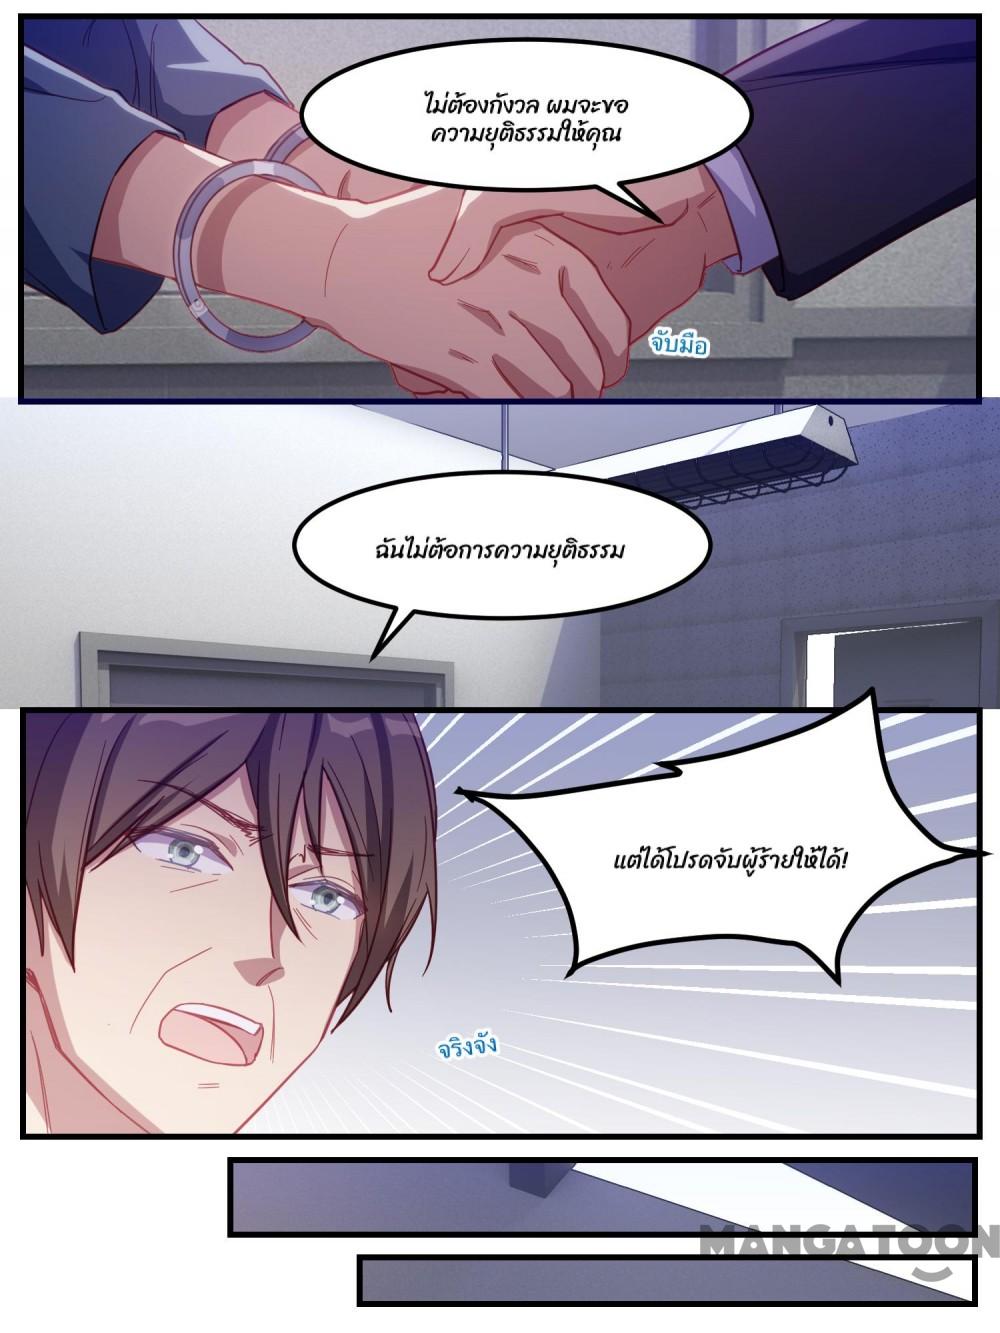 ไม่ต้องกังวล ผมจะขอ
ความยุติธรรมให้คุณ
จับมือ
ฉันไม่ต้อการความยุติธรรม
แต่ได้โปรดจับผู้ร้ายให้ได้!
จริงจัง
MANGATOON